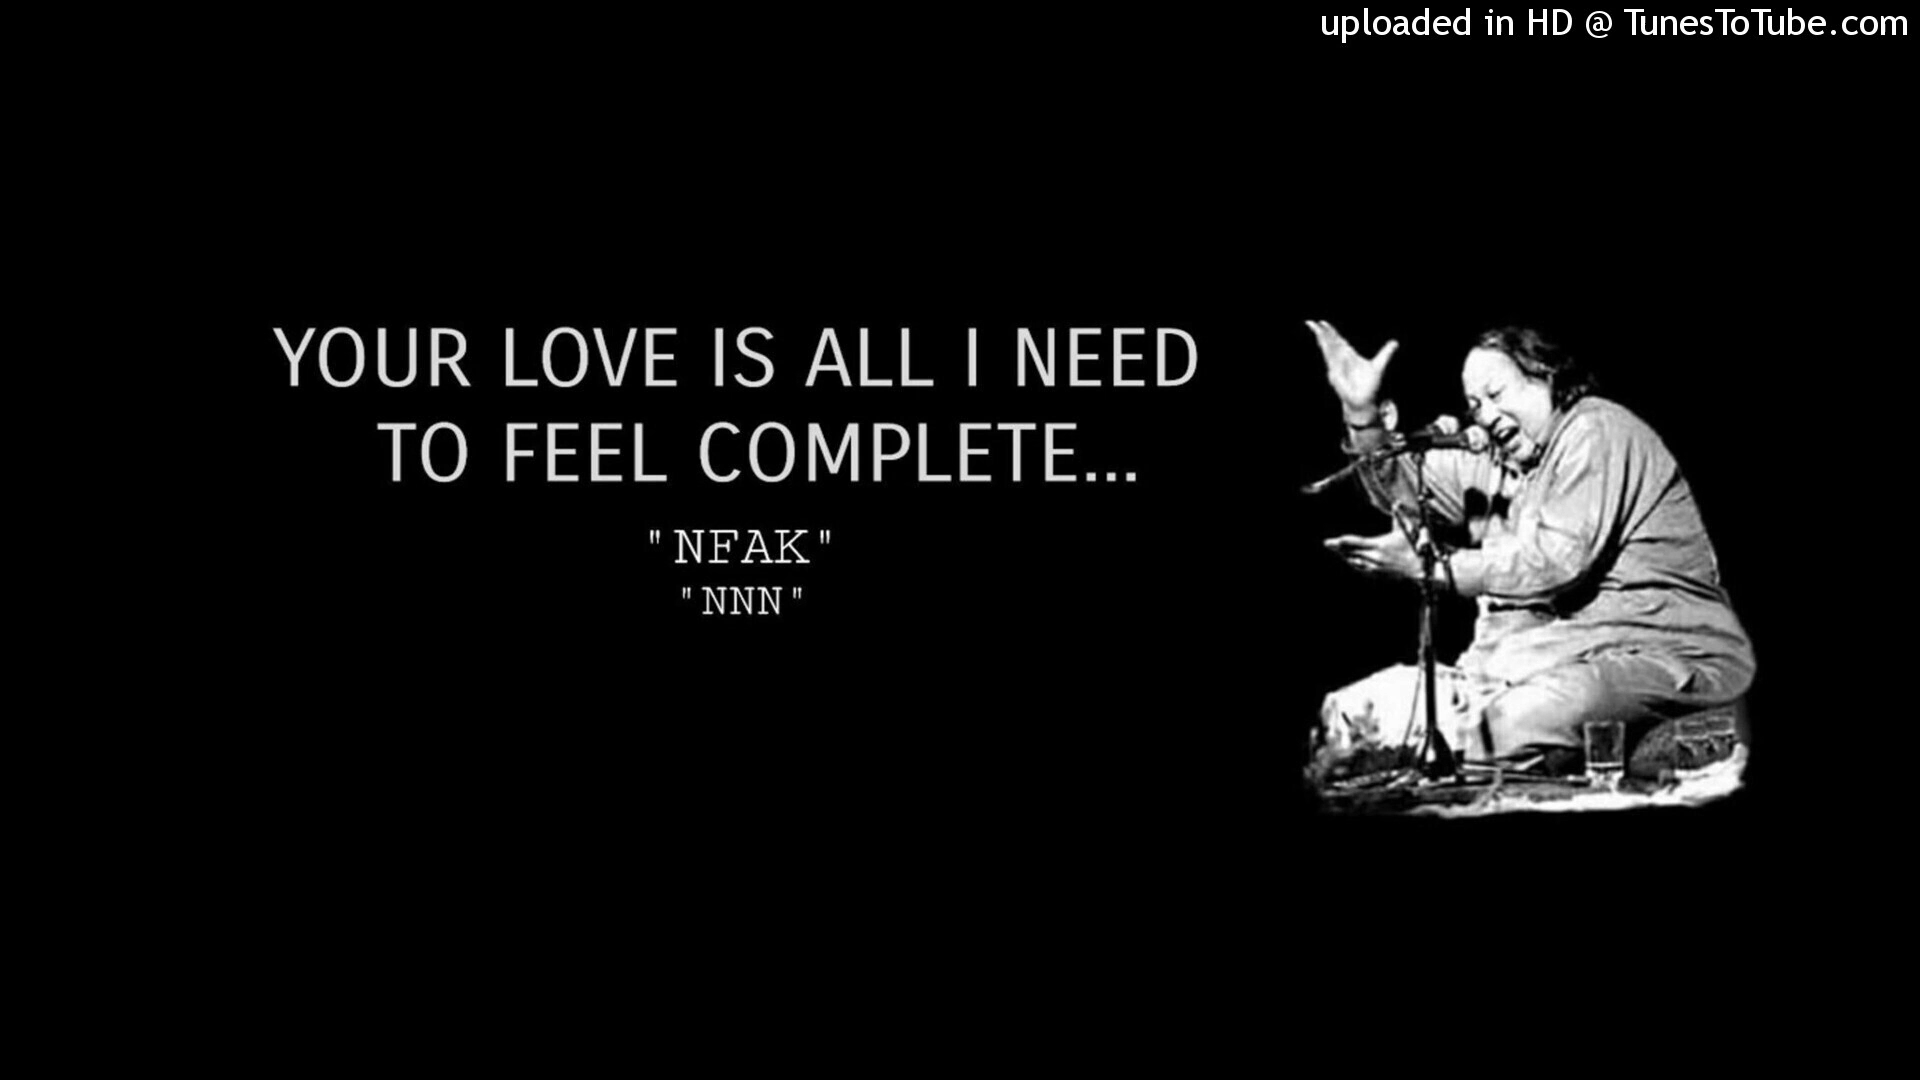 uploaded in HD @ TunesToTube.com
YOUR LOVE IS ALL I NEED
TO FEEL COMPLETE...
"NFAK"
"NNN"